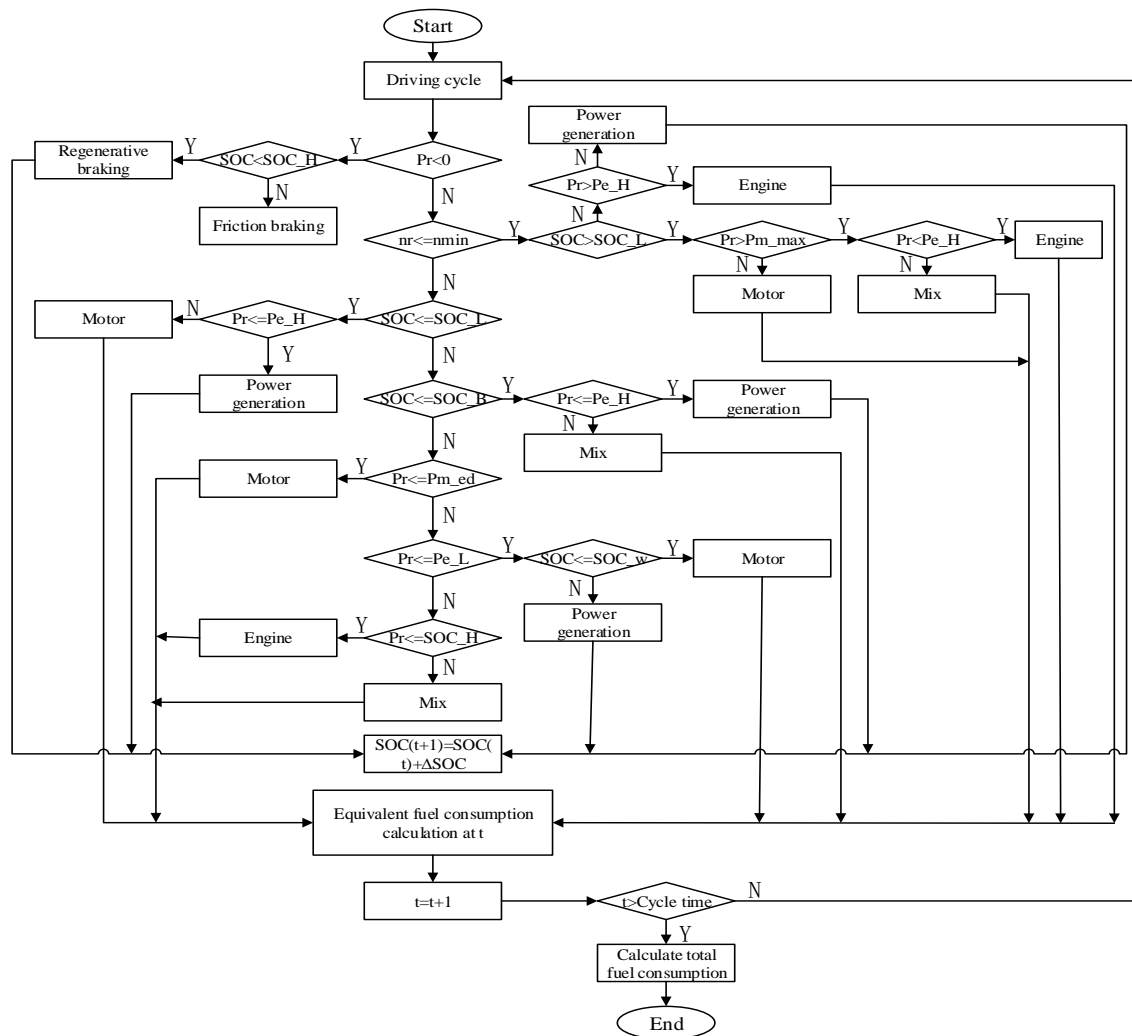 Start
Driving cycle
Power
generation
Y
Y
Regenerative
braking
SOC<SOC_H
Pr<0
N
Pr>Pe_H
Y
Engine
N
N
N
Friction braking
nr<=nmin
Y
SOC>SOC_L
Y
Pr>Pm_max
Y
Pr<Pe_H
Y
Engine
N
N
N
Motor
Mix
Motor
N
Pr<=Pe_H
Y
SOC<=SOC_L
Y
N
Power
generation
SOC<=SOC_B
Y
Pr<=Pe_H
Y
Power
generation
N
N
Mix
Motor
Y
Pr<=Pm_ed
N
Pr<=Pe_L
Y
SOC<=SOC_w
Y
Motor
N
N
Power
generation
Engine
Y
Pr<=SOC_H
N
Mix
SOC(t+1)=SOC(
t)+ΔSOC
Equivalent fuel consumption
calculation at t
t=t+1
t>Cycle time
N
Y
Calculate total
fuel consumption
End